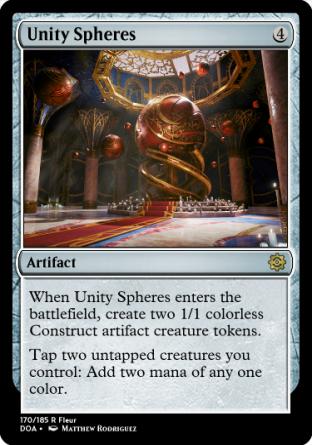 Unity Spheres 4
Artifact
When Unity Spheres enters the
battlefield, create two 1/1 colorless
Construct artifact creature tokens.
Tap two untapped creatures you
control: Add two mana of any one
color.
170/185 R Fleur
DOA • Matthew Rodriguez